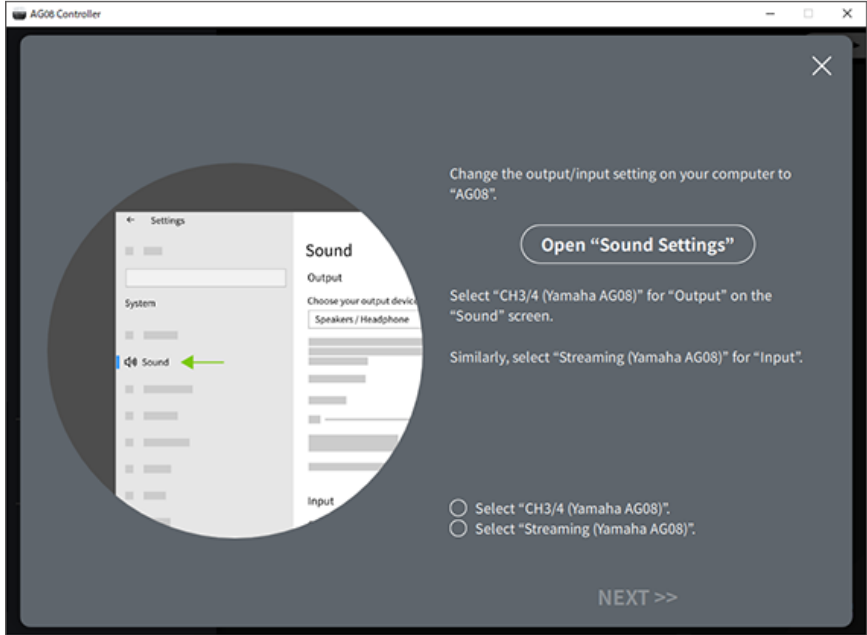 AG08 Controller
Change the output/input setting on your computer to
“AG08”.
Open “Sound Settings”
Select “CH3/4 (Yamaha AG08)” for “Output” on the
“Sound” screen.
Similarly, select “Streaming (Yamaha AG08)” for “Input”.
Select “CH3/4 (Yamaha AG08)”.
Select “Streaming (Yamaha AG08)”.
NEXT >>
Settings
System
Sound
Sound
Output
Choose your output device
Speakers / Headphone
Input